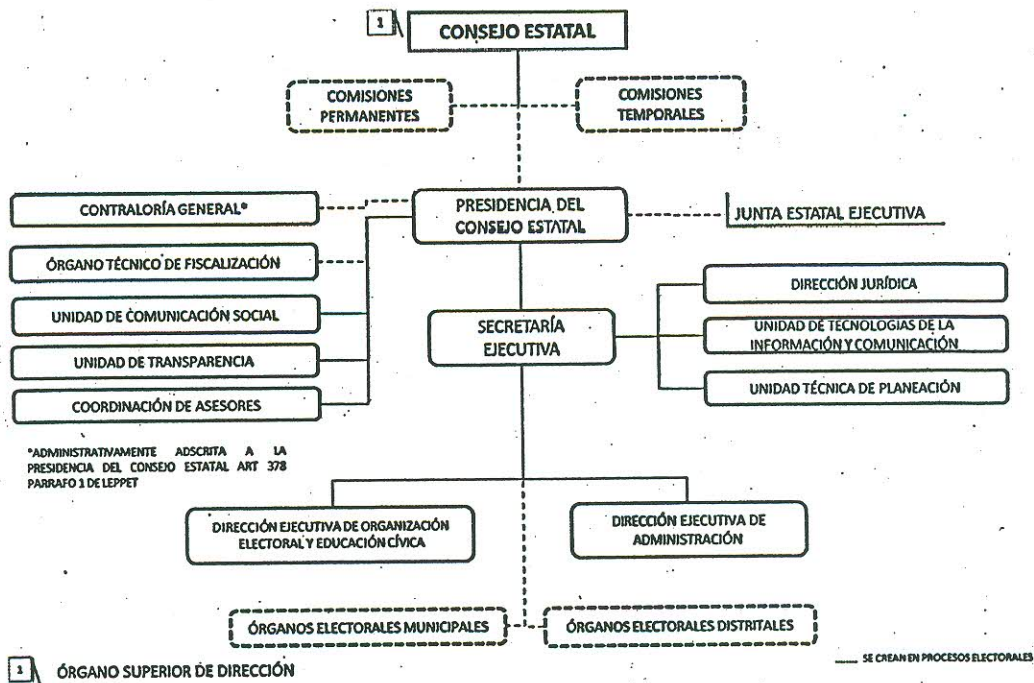 1
CONSEJO ESTATAL
COMISIONES
PERMANENTES
COMISIONES
TEMPORALES
CONTRALORÍA GENERAL*
PRESIDENCIA DEL
CONSEJO ESTATAL
JUNTA ESTATAL EJECUTIVA
ÓRGANO TÉCNICO DE FISCALIZACIÓN
UNIDAD DE COMUNICACIÓN SOCIAL
UNIDAD DE TRANSPARENCIA
COORDINACIÓN DE ASESORES
SECRETARÍA
EJECUTIVA
DIRECCIÓN JURÍDICA
UNIDAD DE TECNOLOGIAS DE LA
INFORMACIÓN Y COMUNICACIÓN
UNIDAD TÉCNICA DE PLANEACIÓN
*ADMINISTRATIVAMENTE ADSCRITA A LA
PRESIDENCIA DEL CONSEJO ESTATAL ART 378
PARRAFO 1 DE LEPPET
DIRECCIÓN EJECUTIVA DE ORGANIZACIÓN
ELECTORAL Y EDUCACIÓN CÍVICA
DIRECCIÓN EJECUTIVA DE
ADMINISTRACIÓN
ÓRGANOS ELECTORALES MUNICIPALES
ÓRGANOS ELECTORALES DISTRITALES
1 ÓRGANO SUPERIOR DE DIRECCIÓN
SE CREAN EN PROCESOS ELECTORALES